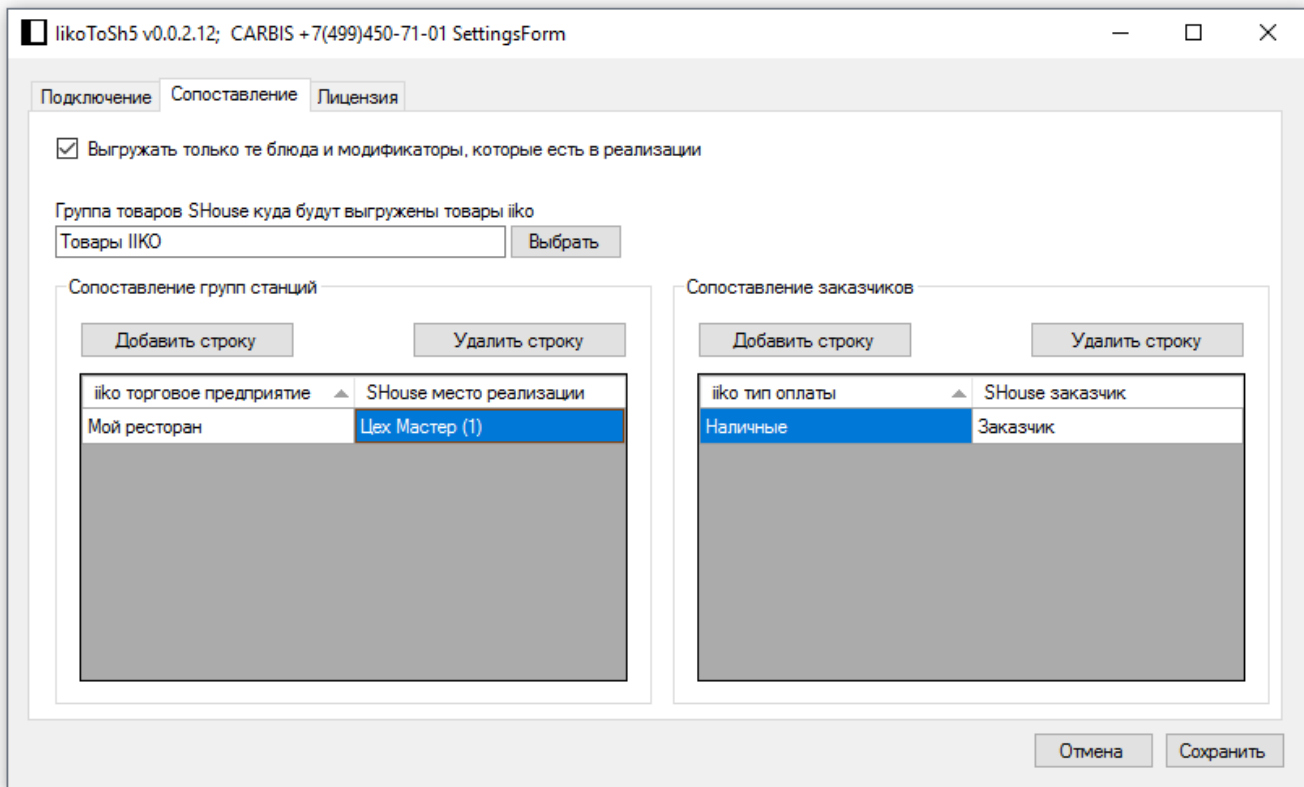 IikoToSh5 v0.0.2.12; CARBIS +7(499)450-71-01 SettingsForm
Подключение Сопоставление Лицензия
Выгружать только те блюда и модификаторы, которые есть в реализации
Группа товаров SHouse куда будут выгружены товары iiko
Товары IIKO Выбрать
Сопоставление групп станций
Добавить строку Удалить строку
iiko торговое предприятие SHouse место реализации
Мой ресторан Цех Мастер (1)
Сопоставление заказчиков
Добавить строку Удалить строку
iiko тип оплаты SHouse заказчик
Наличные Заказчик
Отмена Сохранить